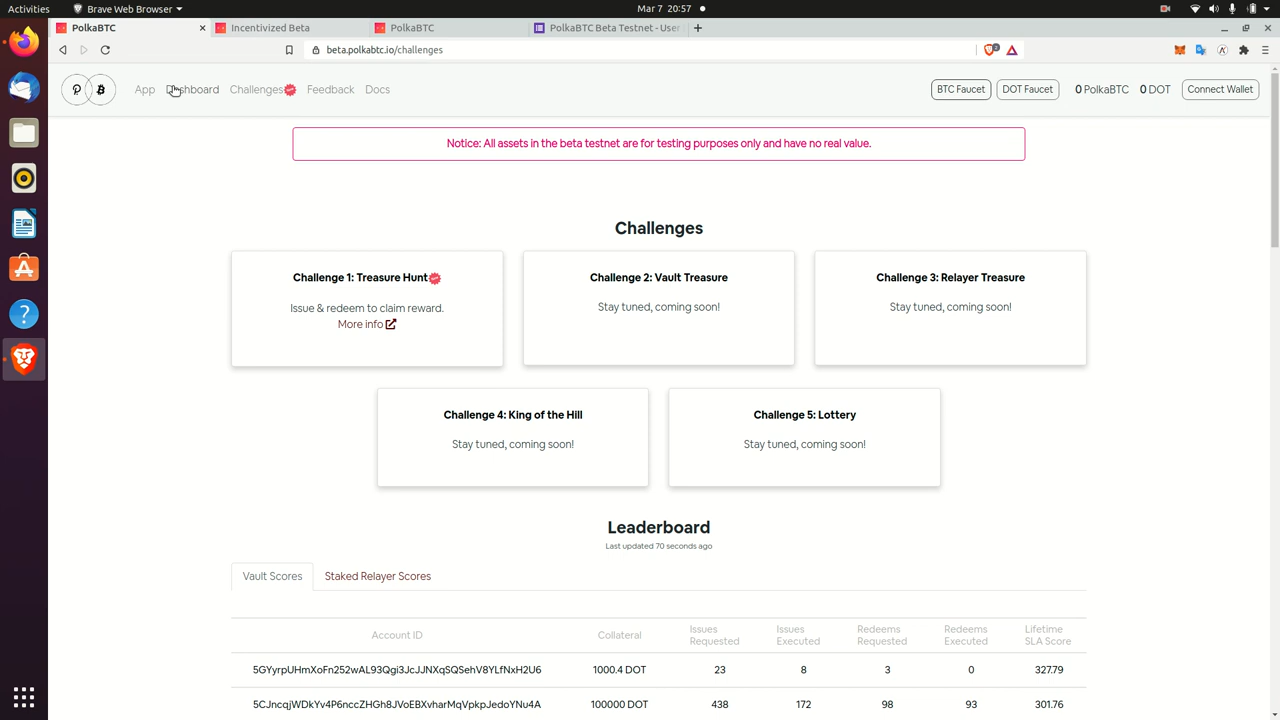 Activities
Brave Web Browser
Mar 7 20:57
PolkaBTC
Incentivized Beta
PolkaBTC
PolkaBTC Beta Testnet - User
beta.polkabtc.io/challenges
App
Dashboard
Challenges
Feedback
Docs
BTC Faucet
DOT Faucet
0 PolkaBTC
0 DOT
Connect Wallet
Notice: All assets in the beta testnet are for testing purposes only and have no real value.
Challenges
Challenge 1: Treasure Hunt
Issue & redeem to claim reward.
More info
Challenge 2: Vault Treasure
Stay tuned, coming soon!
Challenge 3: Relayer Treasure
Stay tuned, coming soon!
Challenge 4: King of the Hill
Stay tuned, coming soon!
Challenge 5: Lottery
Stay tuned, coming soon!
Leaderboard
Last updated 70 seconds ago
Vault Scores
Staked Relayer Scores
Account ID
Collateral
Issues
Requested
Issues
Executed
Redeems
Requested
Redeems
Executed
Lifetime
SLA Score
5GYyrpUHmXoFn252wAL93Qgi3JcJJNXqSQSehV8YLfNxH2U6 1000.4 DOT 23 8 3 0 327.79
5CJncqjWDkYv4P6nccZHGh8JVoEBXvharMqVpkpJedoYNu4A 100000 DOT 438 172 98 93 301.76